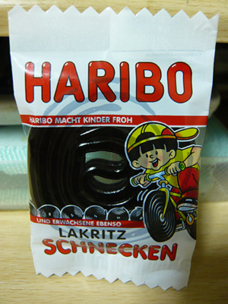 HARIBO
HARIBO MACHT KINDER FROH
UND ERWACHSENE EBENSO
LAKRITZ
SCHNECKEN